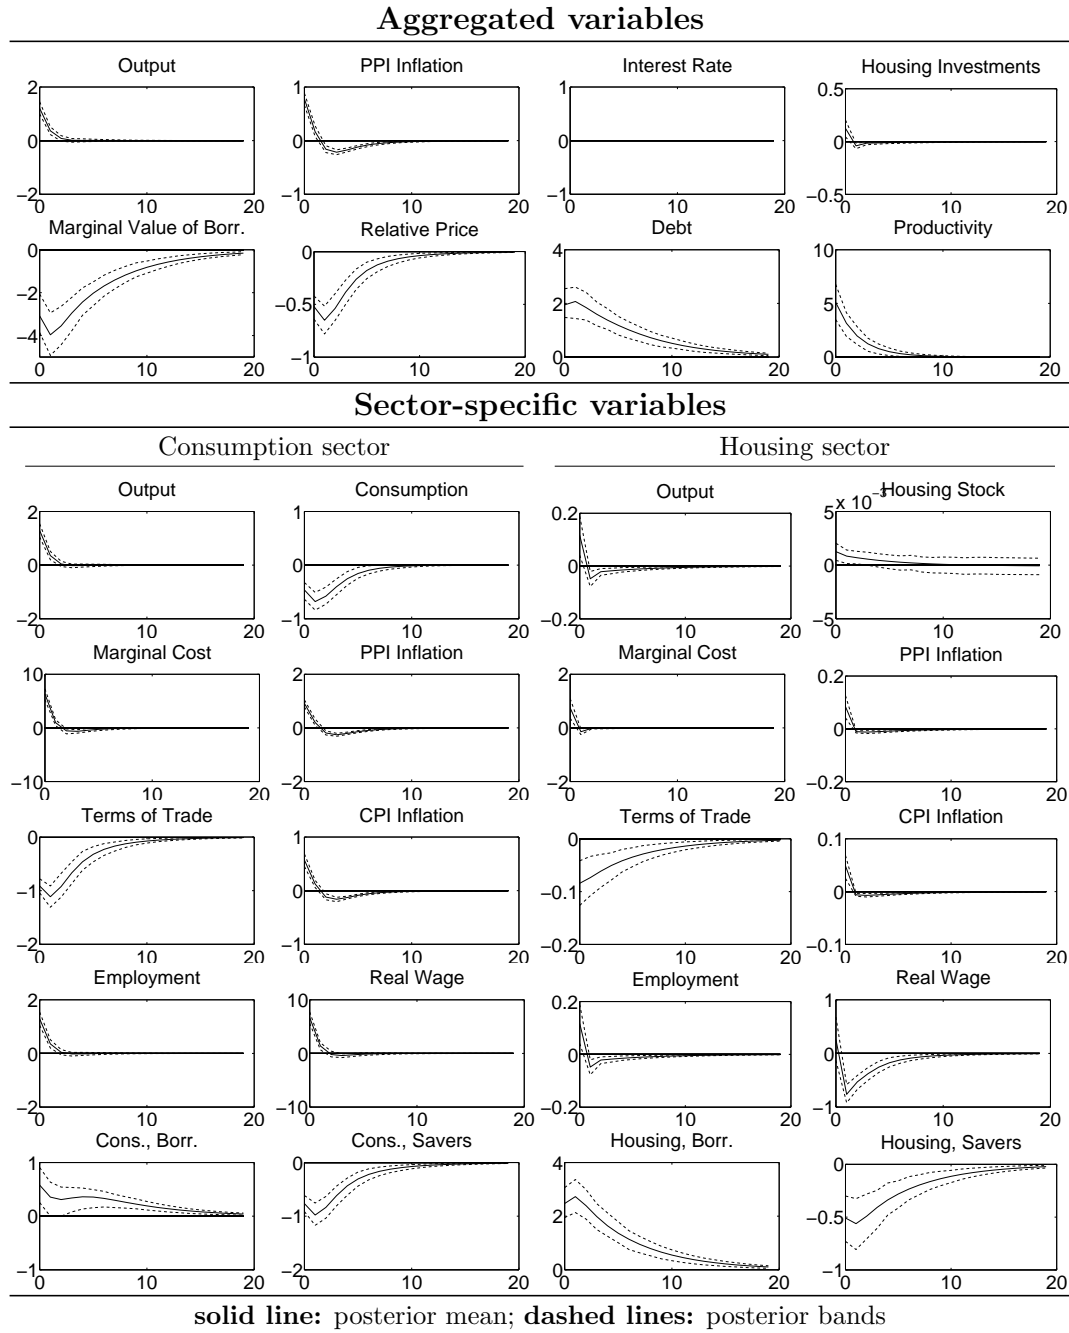 Aggregated variables
Output PPI Inflation Interest Rate Housing Investments
2 1 1 0.5
0 0 0 0
−2 −1 −1 −0.5
0 10 20 0 10 20 0 10 20 0 10 20
Marginal Value of Borr. Relative Price Debt Productivity
0 0 4 10
−2 −0.5 2 5
−4 −1 0 0
0 10 20 0 10 20 0 10 20 0 10 20
Sector-specific variables
Consumption sector Housing sector
Output Consumption Output Housing Stock
2 1 0.2 5 x 10−3
0 0 0 0
−2 −1 −0.2 −5
0 10 20 0 10 20 0 10 20 0 10 20
Marginal Cost PPI Inflation Marginal Cost PPI Inflation
10 2 2 0.2
0 0 0 0
−10 −2 −2 −0.2
0 10 20 0 10 20 0 10 20 0 10 20
Terms of Trade CPI Inflation Terms of Trade CPI Inflation
0 1 0 0.1
−1 0 −0.1 0
−2 −1 −0.2 −0.1
0 10 20 0 10 20 0 10 20 0 10 20
Employment Real Wage Employment Real Wage
2 10 0.2 1
0 0 0 0
−2 −10 −0.2 −1
0 10 20 0 10 20 0 10 20 0 10 20
Cons., Borr. Cons., Savers Housing, Borr. Housing, Savers
1 0 4 0
0 −1 2 −0.5
−1 −2 0 −1
0 10 20 0 10 20 0 10 20 0 10 20
solid line: posterior mean; dashed lines: posterior bands